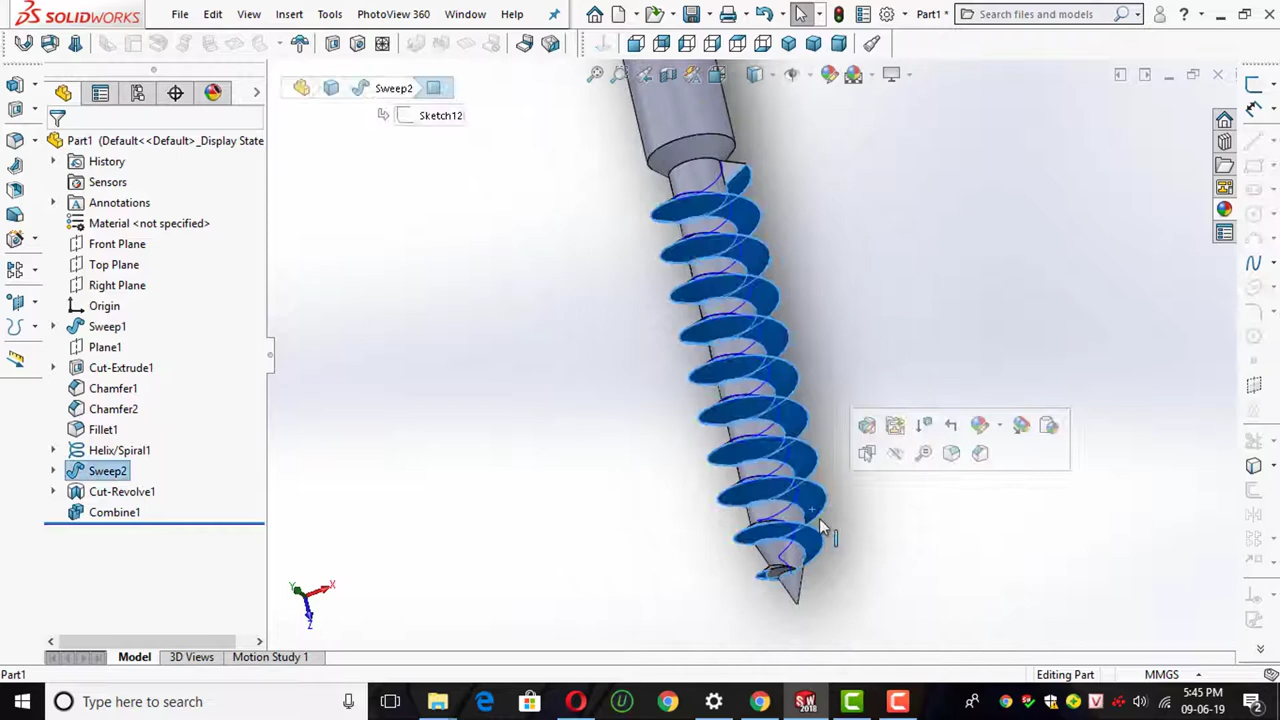 SOLIDWORKS File Edit View Insert Tools PhotoView 360 Window Help Part1 * Search files and models ?
Sweep2
Sketch12
Part1 (Default<<Default>_Display State
History
Sensors
Annotations
Material <not specified>
Front Plane
Top Plane
Right Plane
Origin
Sweep1
Plane1
Cut-Extrude1
Chamfer1
Chamfer2
Fillet1
Helix/Spiral1
Sweep2
Cut-Revolve1
Combine1
Y X
Z
Model 3D Views Motion Study 1
Part1 Editing Part MMGS
Type here to search
SW 2018
5:45 PM
09-06-19
2